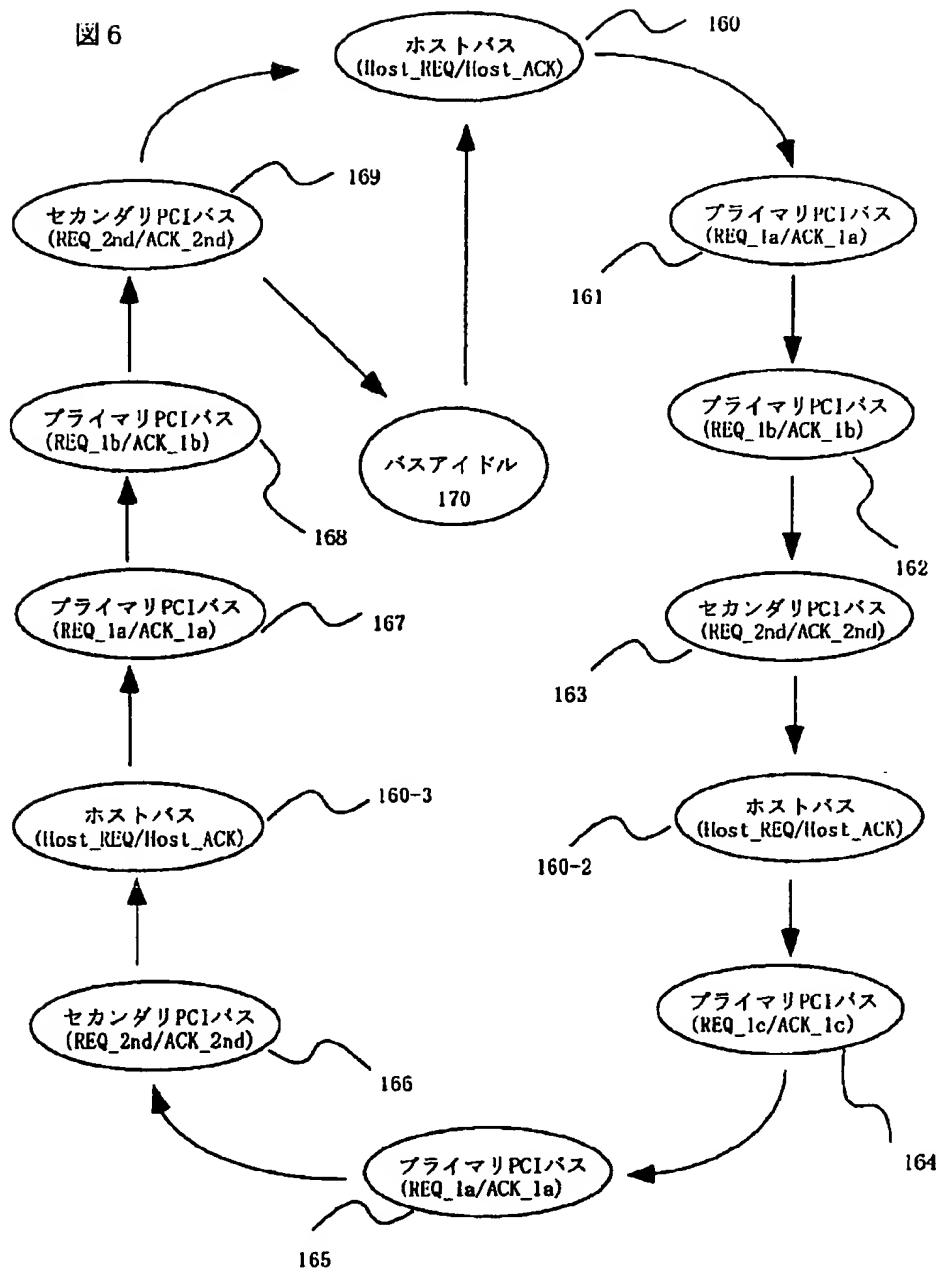 図6
ホストバス
(Host_REQ/Host_ACK)
160
セカンダリPCIバス
(REQ_2nd/ACK_2nd)
169
プライマリPCIバス
(REQ_1a/ACK_1a)
161
プライマリPCIバス
(REQ_1b/ACK_1b)
168
バスアイドル
170
プライマリPCIバス
(REQ_1b/ACK_1b)
162
プライマリPCIバス
(REQ_1a/ACK_1a)
167
セカンダリPCIバス
(REQ_2nd/ACK_2nd)
163
ホストバス
(Host_REQ/Host_ACK)
160-3
ホストバス
(Host_REQ/Host_ACK)
160-2
セカンダリPCIバス
(REQ_2nd/ACK_2nd)
166
プライマリPCIバス
(REQ_1c/ACK_1c)
164
プライマリPCIバス
(REQ_1a/ACK_1a)
165